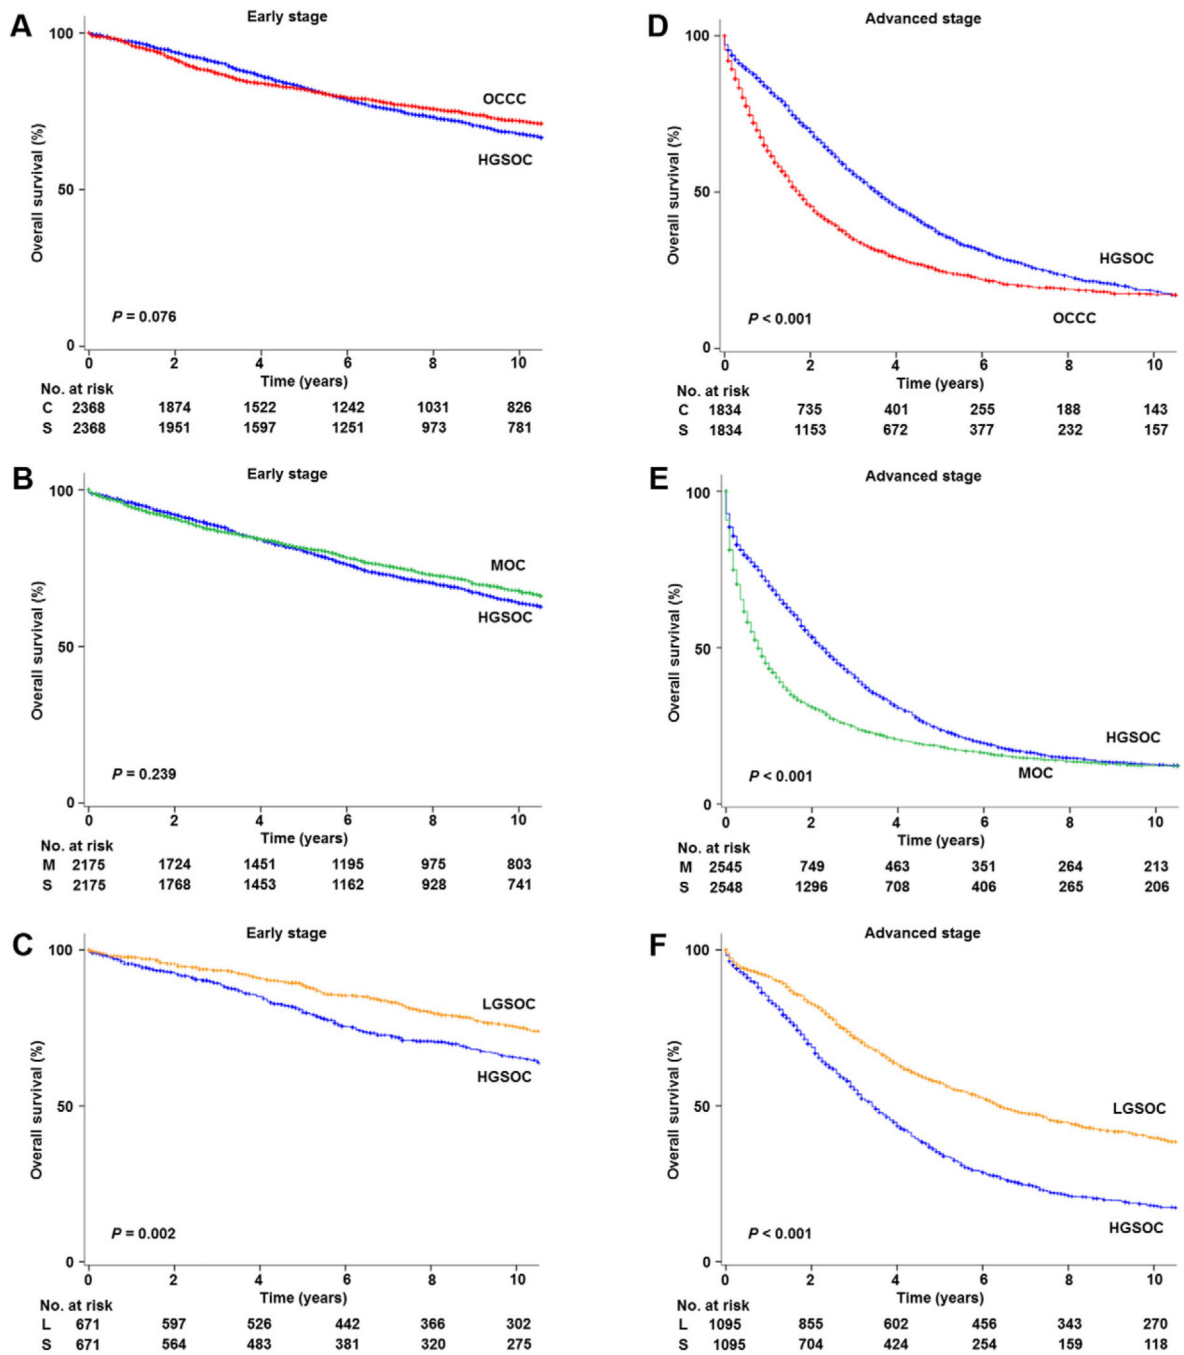 A
Early stage
100
50
0
Overall survival (%)
OCCC
HGSOC
P = 0.076
0 2 4 6 8 10
Time (years)
No. at risk
C 2368 1874 1522 1242 1031 826
S 2368 1951 1597 1251 973 781
D
Advanced stage
100
50
0
Overall survival (%)
HGSOC
OCCC
P < 0.001
0 2 4 6 8 10
Time (years)
No. at risk
C 1834 735 401 255 188 143
S 1834 1153 672 377 232 157
B
Early stage
100
50
0
Overall survival (%)
MOC
HGSOC
P = 0.239
0 2 4 6 8 10
Time (years)
No. at risk
M 2175 1724 1451 1195 975 803
S 2175 1768 1453 1162 928 741
E
Advanced stage
100
50
0
Overall survival (%)
HGSOC
MOC
P < 0.001
0 2 4 6 8 10
Time (years)
No. at risk
M 2545 749 463 351 264 213
S 2548 1296 708 406 265 206
C
Early stage
100
50
0
Overall survival (%)
LGSOC
HGSOC
P = 0.002
0 2 4 6 8 10
Time (years)
No. at risk
L 671 597 526 442 366 302
S 671 564 483 381 320 275
F
Advanced stage
100
50
0
Overall survival (%)
LGSOC
HGSOC
P < 0.001
0 2 4 6 8 10
Time (years)
No. at risk
L 1095 855 602 456 343 270
S 1095 704 424 254 159 118